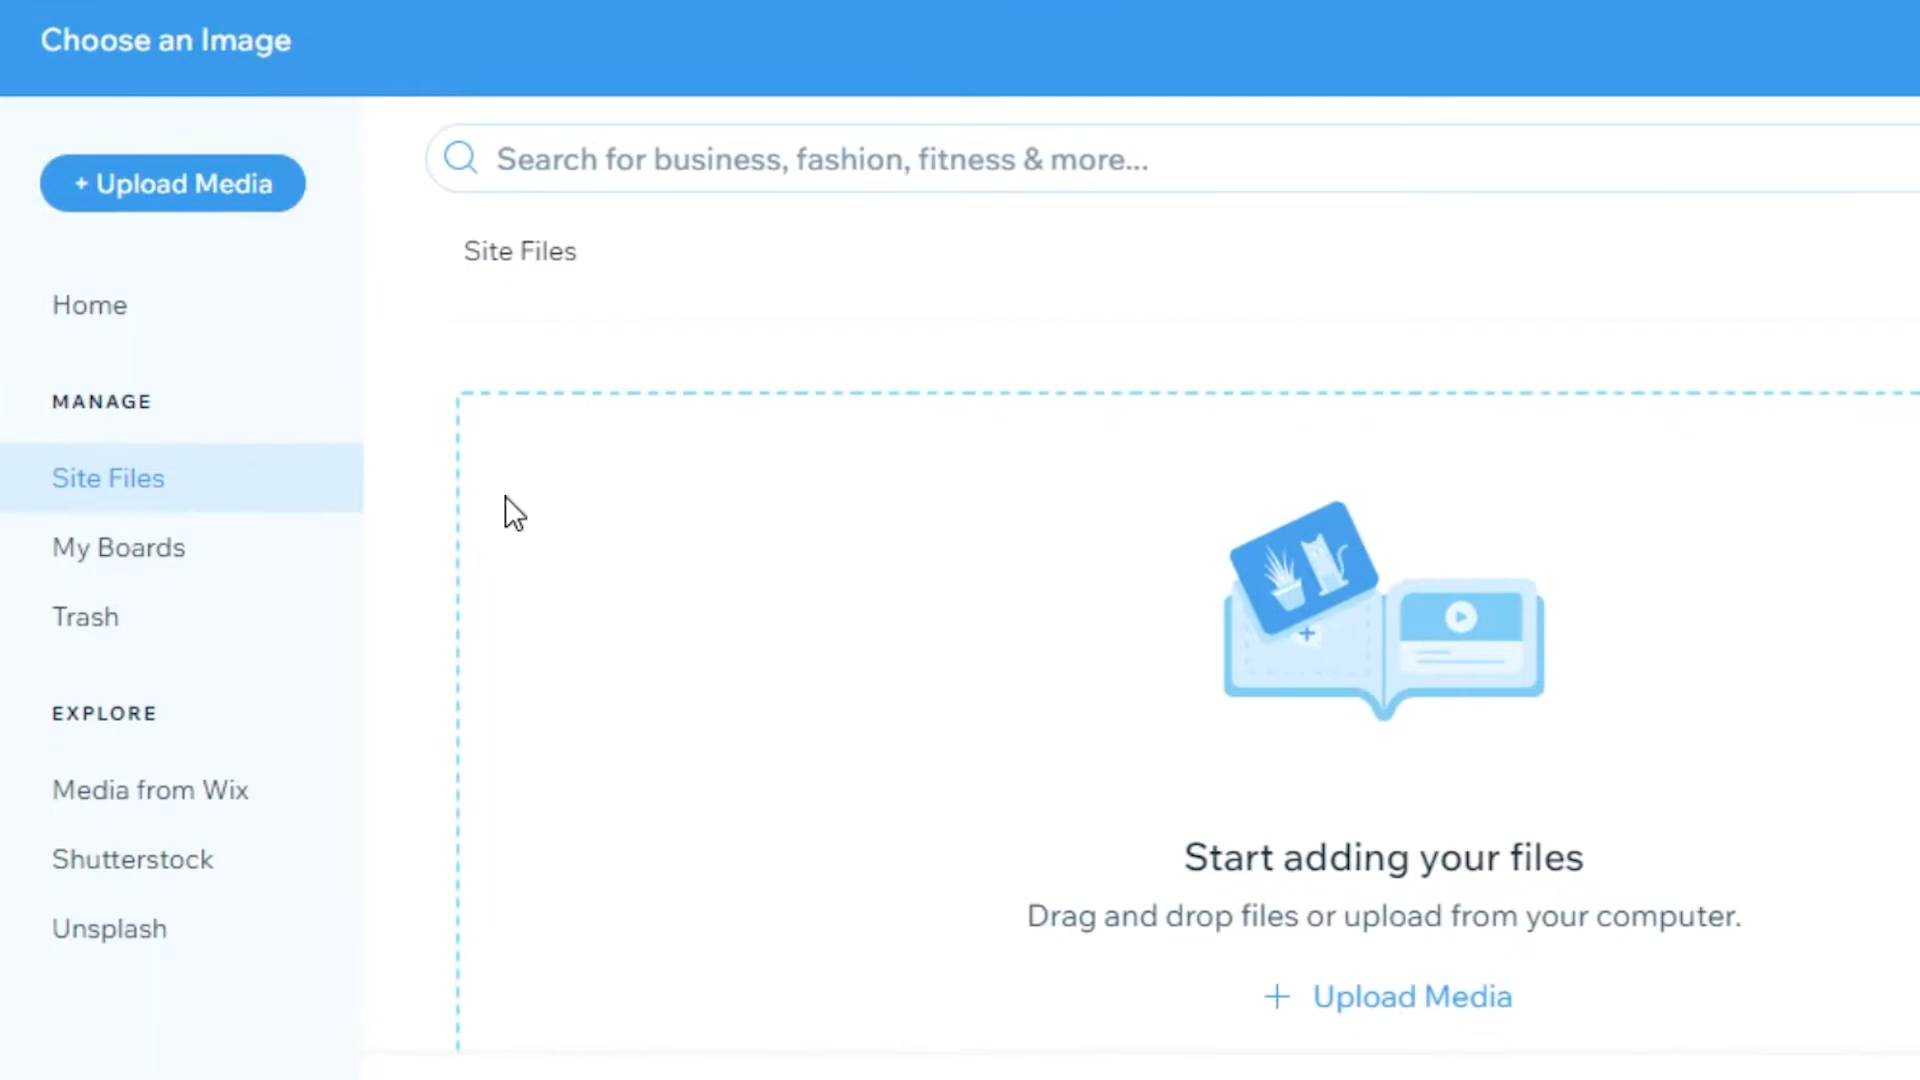 Choose an Image
+ Upload Media
Search for business, fashion, fitness & more...
Site Files
Home
MANAGE
Site Files
My Boards
Trash
EXPLORE
Media from Wix
Shutterstock
Unsplash
Start adding your files
Drag and drop files or upload from your computer.
+ Upload Media